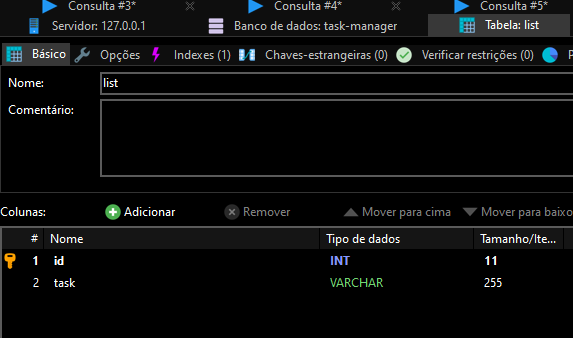 Consulta #3*
Consulta #4*
Consulta #5*
Servidor: 127.0.0.1
Banco de dados: task-manager
Tabela: list
Básico
Opções
Indexes (1)
Chaves-estrangeiras (0)
Verificar restrições (0)
P
Nome:
list
Comentário:
Colunas:
Adicionar
Remover
Mover para cima
Mover para baixo
# Nome Tipo de dados Tamanho/Ite...
1 id INT 11
2 task VARCHAR 255